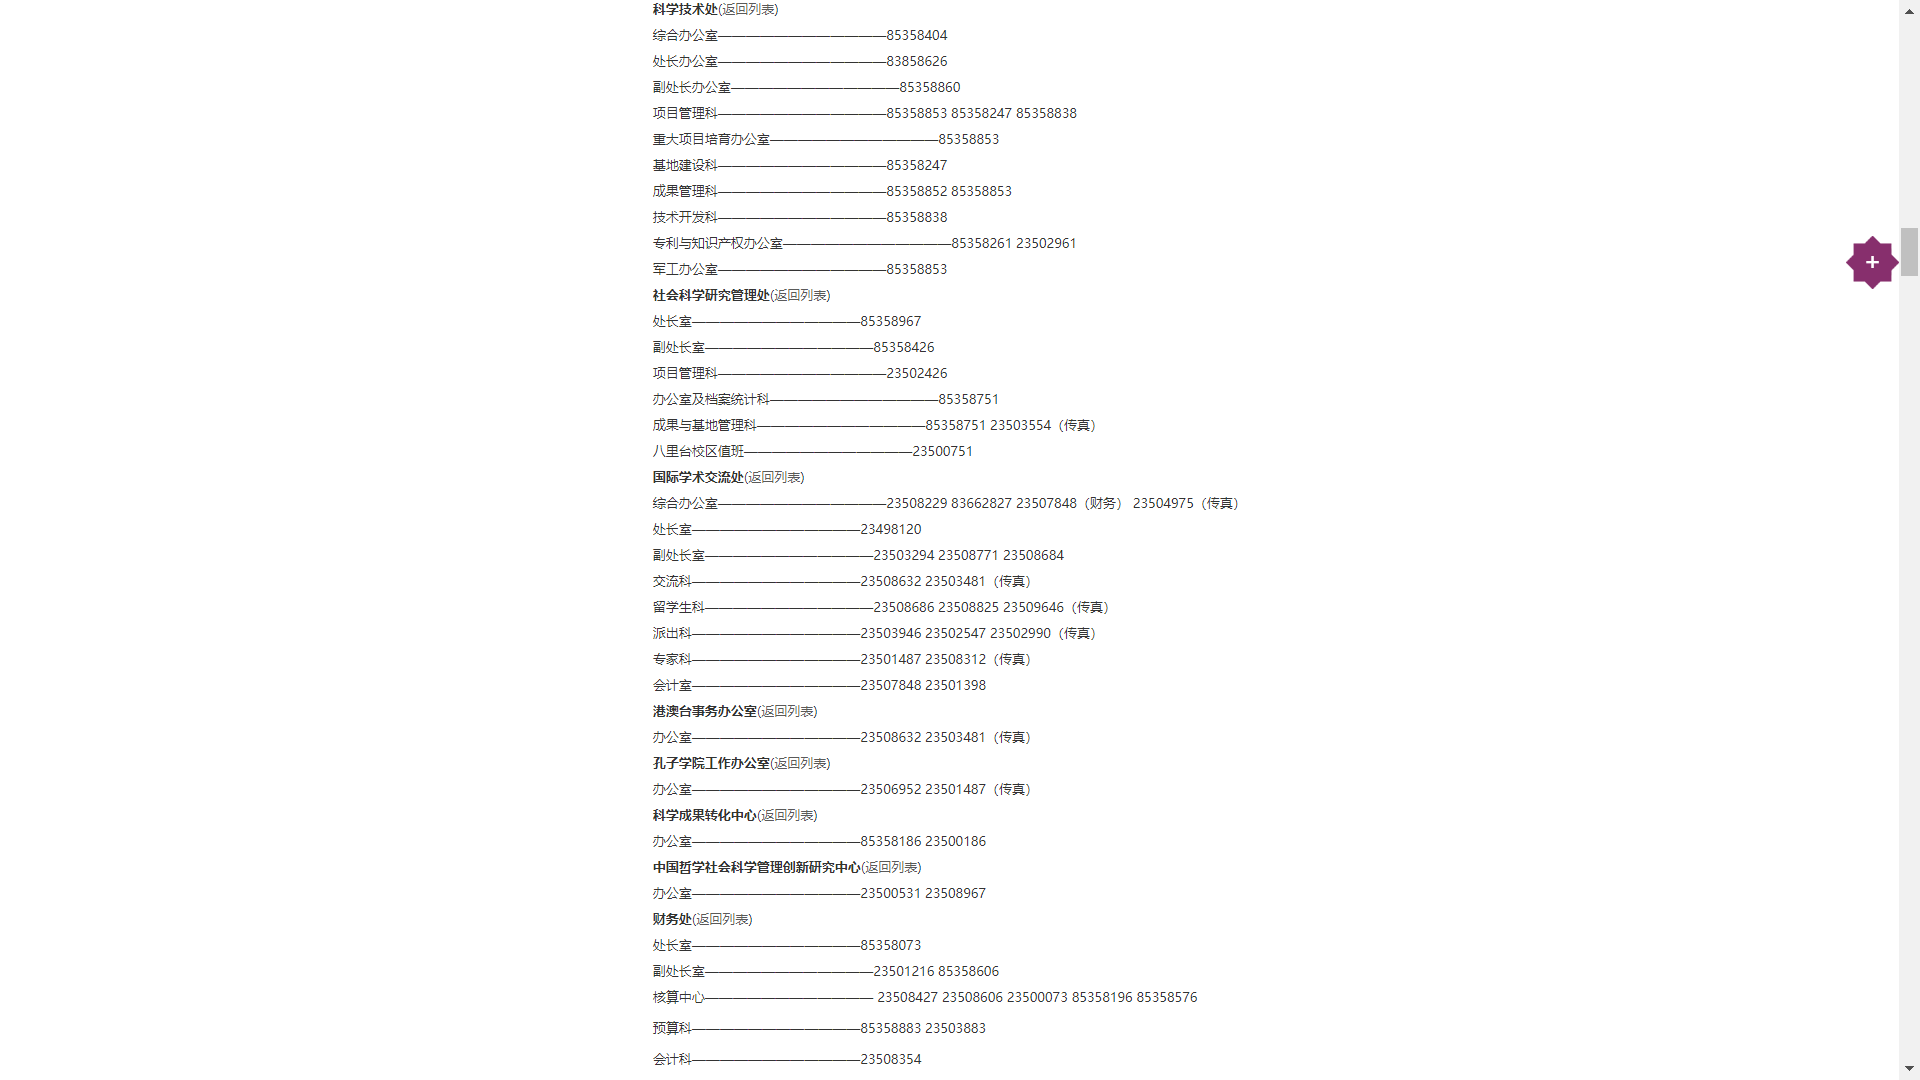 科学技术处(返回列表)
综合办公室—————————————85358404
处长办公室—————————————83858626
副处长办公室—————————————85358860
项目管理科—————————————85358853 85358247 85358838
重大项目培育办公室—————————————85358853
基地建设科—————————————85358247
成果管理科—————————————85358852 85358853
技术开发科—————————————85358838
专利与知识产权办公室—————————————85358261 23502961
军工办公室—————————————85358853
社会科学研究管理处(返回列表)
处长室—————————————85358967
副处长室—————————————85358426
项目管理科—————————————23502426
办公室及档案统计科—————————————85358751
成果与基地管理科—————————————85358751 23503554（传真）
八里台校区值班—————————————23500751
国际学术交流处(返回列表)
综合办公室—————————————23508229 83662827 23507848（财务） 23504975（传真）
处长室—————————————23498120
副处长室—————————————23503294 23508771 23508684
交流科—————————————23508632 23503481（传真）
留学生科—————————————23508686 23508825 23509646（传真）
派出科—————————————23503946 23502547 23502990（传真）
专家科—————————————23501487 23508312（传真）
会计室—————————————23507848 23501398
港澳台事务办公室(返回列表)
办公室—————————————23508632 23503481（传真）
孔子学院工作办公室(返回列表)
办公室—————————————23506952 23501487（传真）
科学成果转化中心(返回列表)
办公室—————————————85358186 23500186
中国哲学社会科学管理创新研究中心(返回列表)
办公室—————————————23500531 23508967
财务处(返回列表)
处长室—————————————85358073
副处长室—————————————23501216 85358606
核算中心————————————— 23508427 23508606 23500073 85358196 85358576
预算科—————————————85358883 23503883
会计科—————————————23508354
+